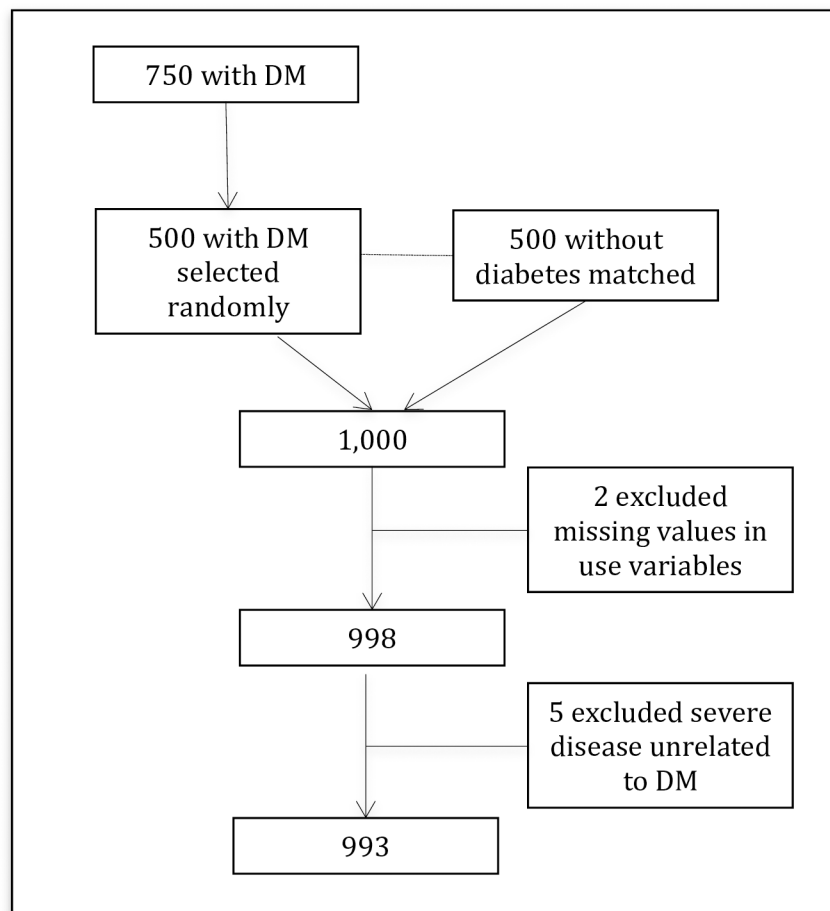 750 with DM
500 with DM
selected
randomly
500 without
diabetes matched
1,000
2 excluded
missing values in
use variables
998
5 excluded severe
disease unrelated
to DM
993